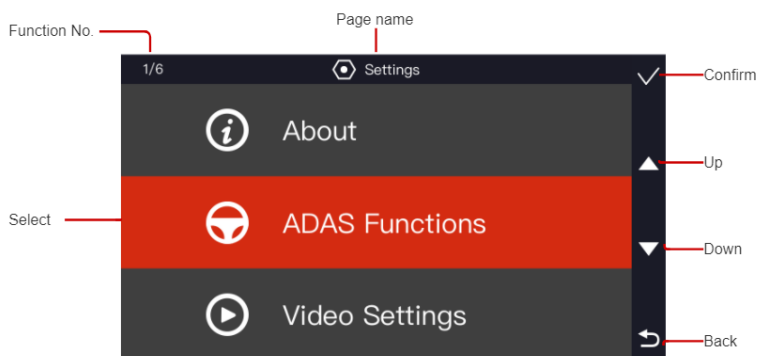 Page name
Function No.
1/6
Settings
Confirm
About
Up
Select
ADAS Functions
Down
Video Settings
Back